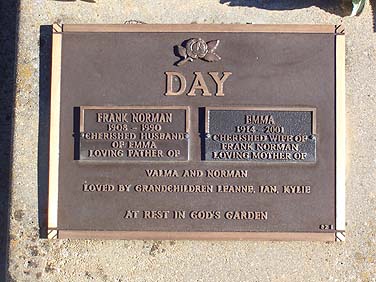 DAY
FRANK NORMAN
1908 - 1990
CHERISHED HUSBAND
OF EMMA
LOVING FATHER OF
EMMA
1914 - 2001
CHERISHED WIFE OF
FRANK NORMAN
LOVING MOTHER OF
VALMA AND NORMAN
LOVED BY GRANDCHILDREN LEANNE, IAN, KYLIE
AT REST IN GOD'S GARDEN